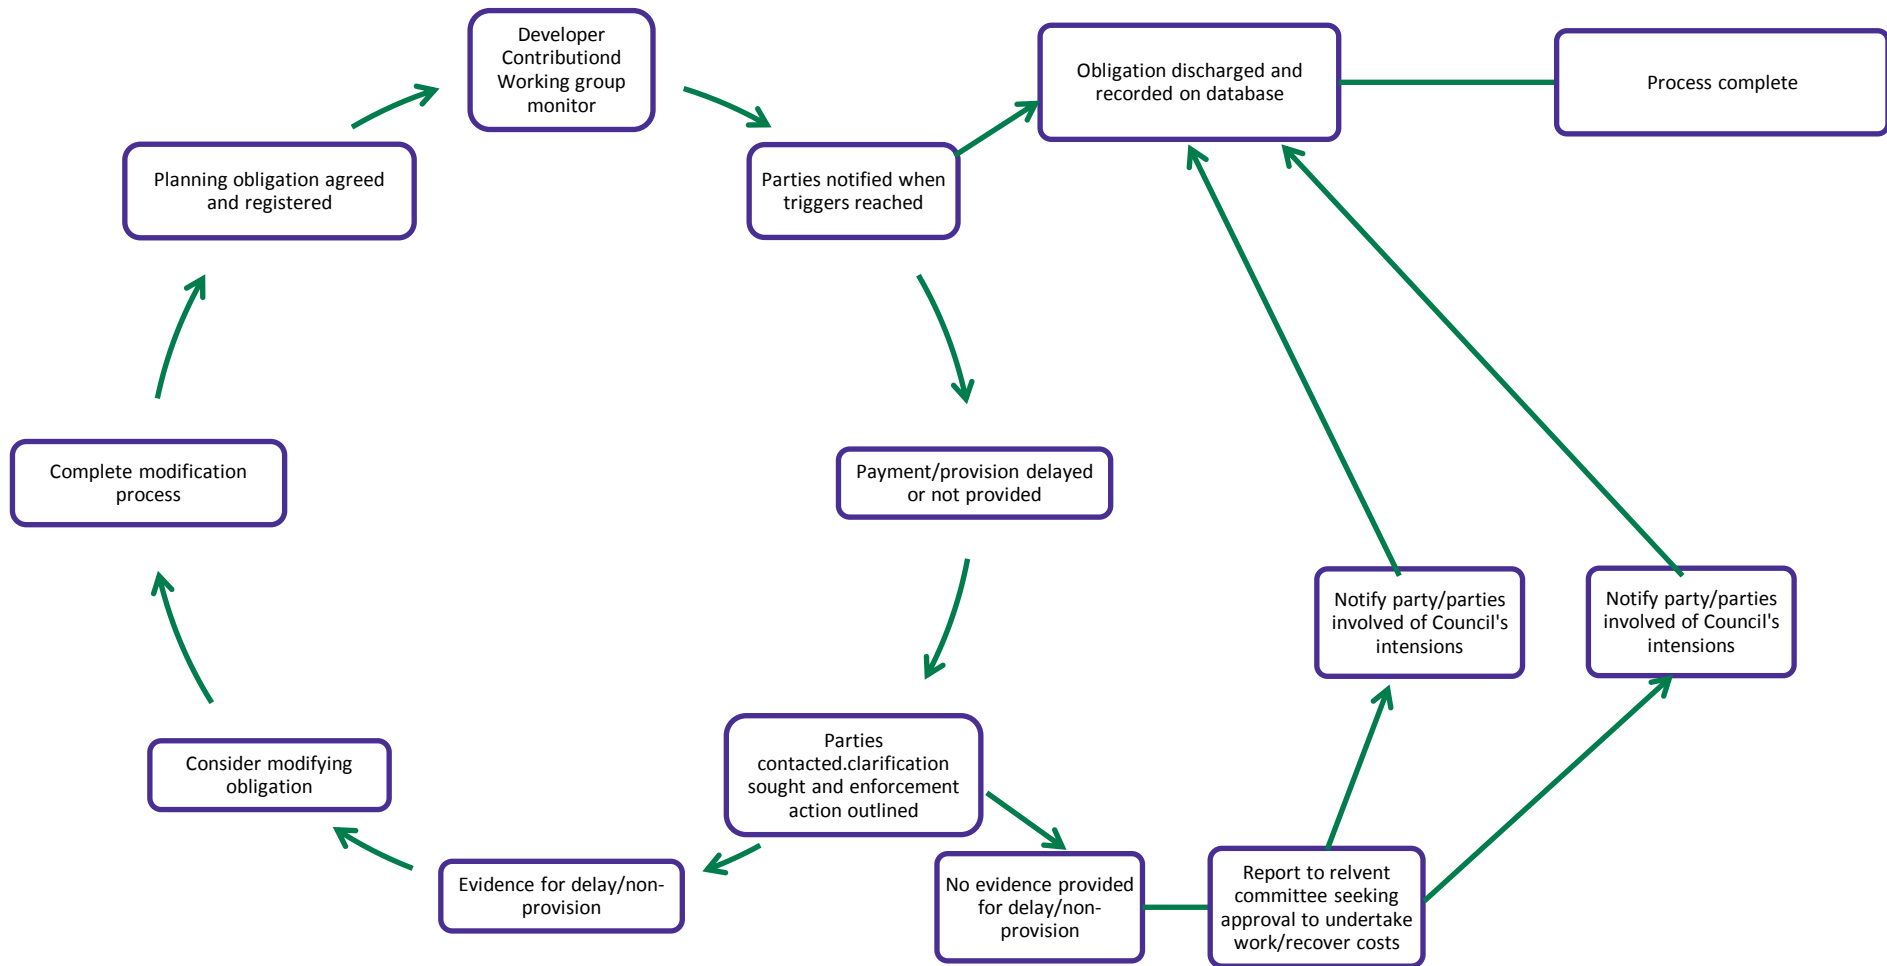 Developer
Contributiond
Working group
monitor
Obligation discharged and
recorded on database
Process complete
Planning obligation agreed
and registered
Parties notified when
triggers reached
Complete modification
process
Payment/provision delayed
or not provided
Notify party/parties
involved of Council's
intensions
Notify party/parties
involved of Council's
intensions
Consider modifying
obligation
Parties
contacted.clarification
sought and enforcement
action outlined
Evidence for delay/non-
provision
No evidence provided
for delay/non-
provision
Report to relvent
committee seeking
approval to undertake
work/recover costs